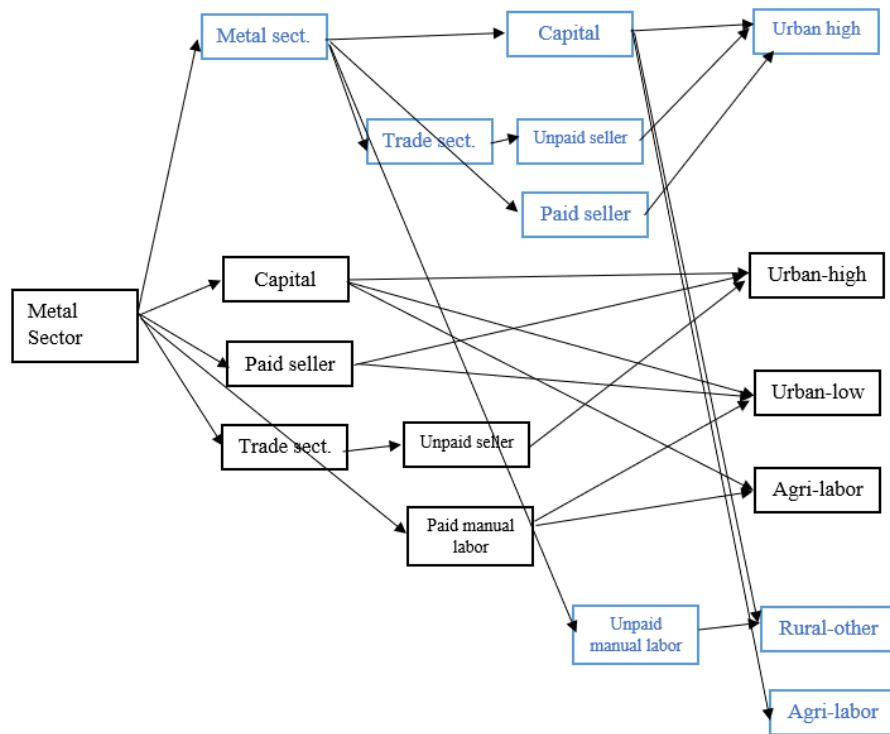 Metal sect.
Capital
Urban high
Trade sect.
Unpaid seller
Paid seller
Capital
Urban-high
Metal
Sector
Paid seller
Urban-low
Trade sect.
Unpaid seller
Agri-labor
Paid manual
labor
Unpaid
manual labor
Rural-other
Agri-labor